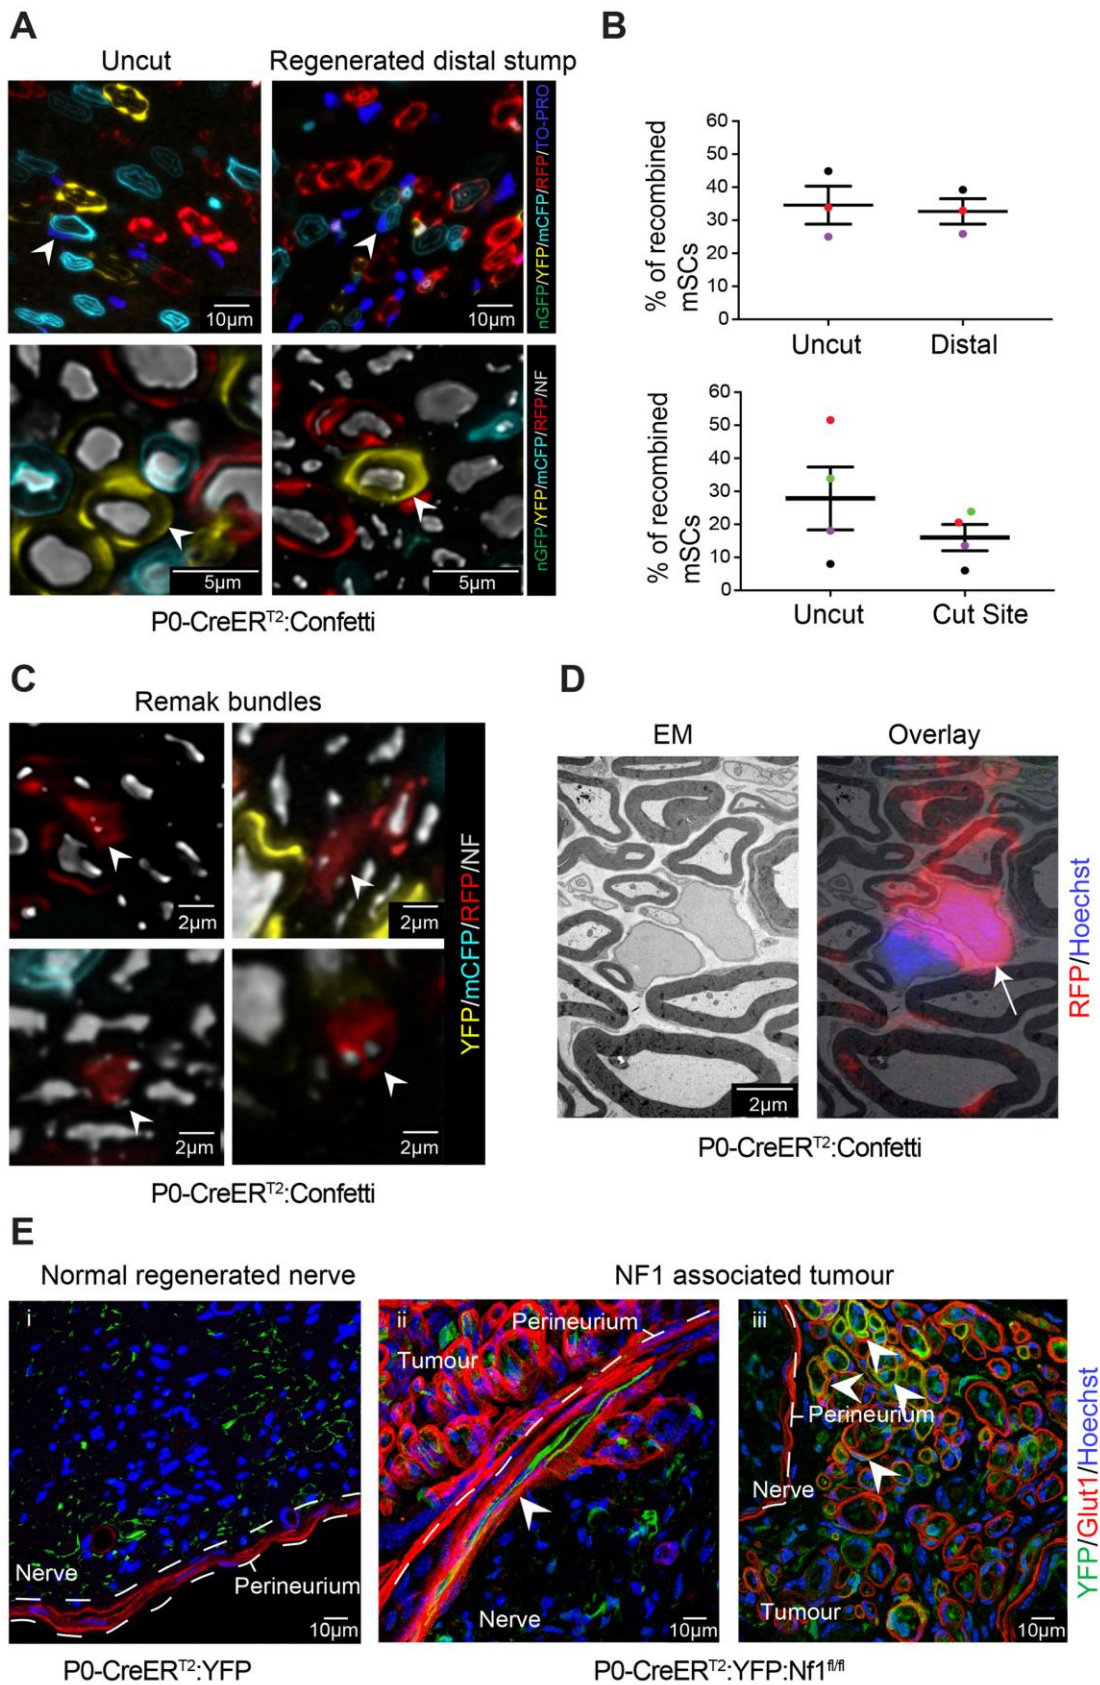 A
Uncut
Regenerated distal stump
nGFP/YFP/mCFP/RFP/TO-PRO
10µm
10µm
nGFP/YFP/mCFP/RFP/NF
5µm
5µm
P0-CreER^T2:Confetti
B
% of recombined
mSCs
60
50
40
30
20
10
0
Uncut
Distal
% of recombined
mSCs
60
50
40
30
20
10
0
Uncut
Cut Site
C
Remak bundles
2µm
2µm
2µm
2µm
YFP/mCFP/RFP/NF
P0-CreER^T2:Confetti
D
EM
Overlay
2µm
RFP/Hoechst
P0-CreER^T2:Confetti
E
Normal regenerated nerve
NF1 associated tumour
i
Nerve
Perineurium
10µm
ii
Perineurium
Tumour
Nerve
10µm
iii
Perineurium
Nerve
Tumour
10µm
YFP/Glut1/Hoechst
P0-CreER^T2:YFP
P0-CreER^T2:YFP:Nf1^fl/fl